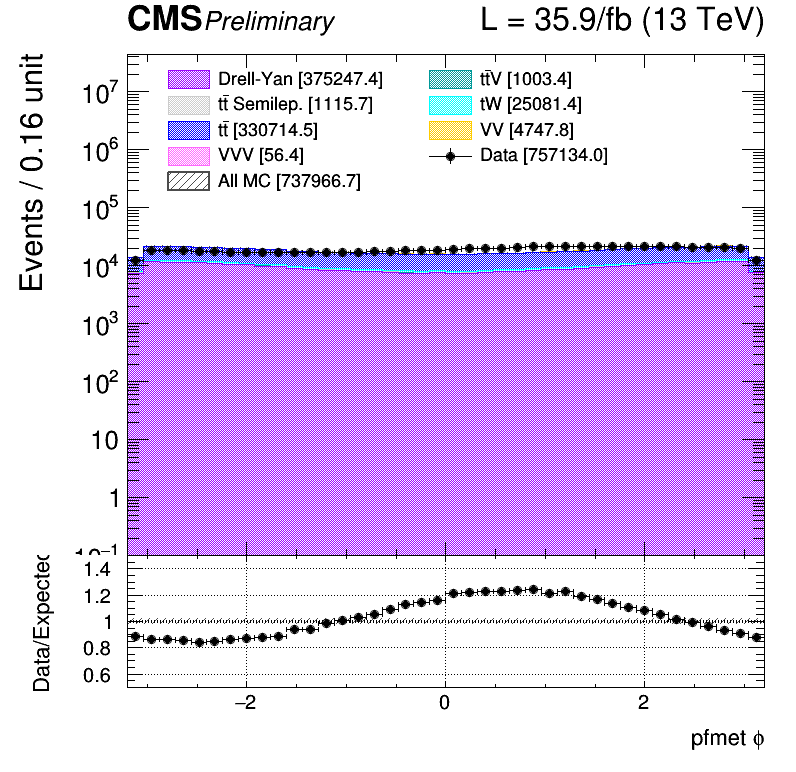 CMS Preliminary L = 35.9/fb (13 TeV)
Drell-Yan [375247.4]
tt̄ Semilep. [1115.7]
tt̄ [330714.5]
VVV [56.4]
All MC [737966.7]
tt̄V [1003.4]
tW [25081.4]
VV [4747.8]
Data [757134.0]
Events / 0.16 unit
10⁷
10⁶
10⁵
10⁴
10³
10²
10
1
10⁻¹
Data/Expected
1.4
1.2
1
0.8
0.6
−2 0 2
pfmet ϕ